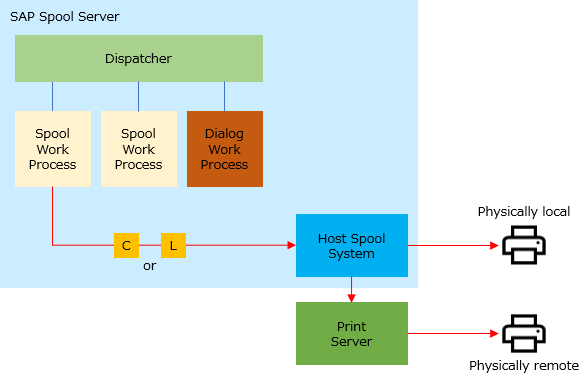 SAP Spool Server
Dispatcher
Spool
Work
Process
Spool
Work
Process
Dialog
Work
Process
C
L
or
Host Spool
System
Physically local
Print
Server
Physically remote